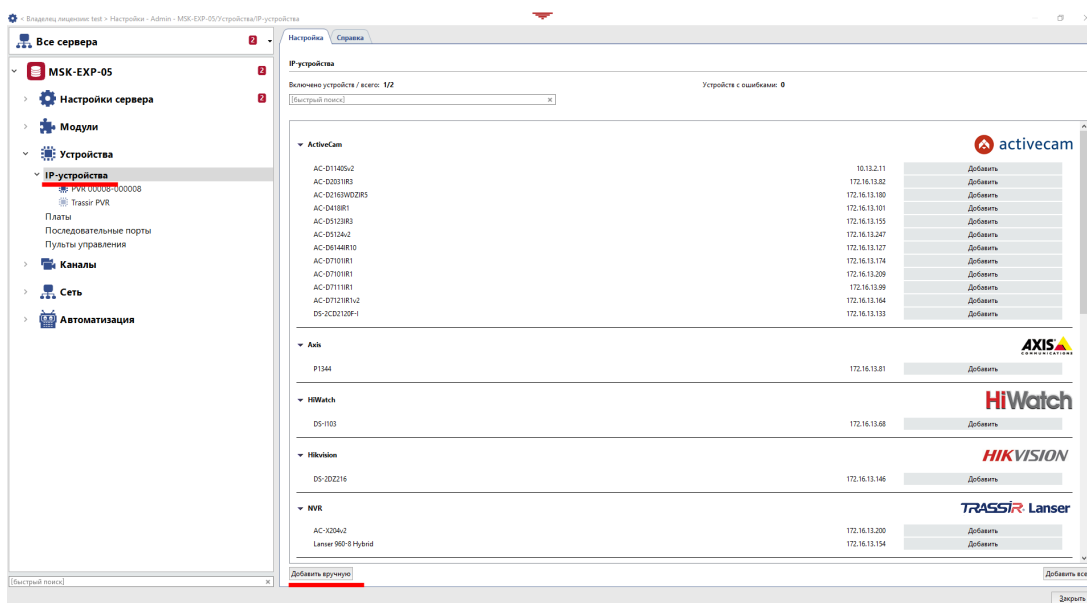 < Владелец лицензии: test > Настройки - Admin - MSK-EXP-05/Устройства/IP-устройства
Все сервера 2
MSK-EXP-05 2
Настройки сервера 2
Модули
Устройства
IP-устройства
PVR 00008-000008
Trassir PVR
Платы
Последовательные порты
Пульты управления
Каналы
Сеть
Автоматизация
[быстрый поиск]
Настройка Справка
IP-устройства
Включено устройств / всего: 1/2 Устройств с ошибками: 0
[быстрый поиск]
ActiveCam activecam
AC-D1140Sv2 10.13.2.11 Добавить
AC-D2031IR3 172.16.13.82 Добавить
AC-D2163WDZIR5 172.16.13.180 Добавить
AC-D418IR1 172.16.13.101 Добавить
AC-D5123IR3 172.16.13.155 Добавить
AC-D5124v2 172.16.13.247 Добавить
AC-D6144IR10 172.16.13.127 Добавить
AC-D7101IR1 172.16.13.174 Добавить
AC-D7101IR1 172.16.13.209 Добавить
AC-D7111IR1 172.16.13.99 Добавить
AC-D7121IR1v2 172.16.13.164 Добавить
DS-2CD2120F-I 172.16.13.133 Добавить
Axis AXIS COMMUNICATIONS
P1344 172.16.13.81 Добавить
HiWatch HiWatch
DS-I103 172.16.13.68 Добавить
Hikvision HIKVISION
DS-2DZ216 172.16.13.146 Добавить
NVR TRASSIR Lanser
AC-X204v2 172.16.13.200 Добавить
Lanser 960-8 Hybrid 172.16.13.154 Добавить
Добавить вручную Добавить все
Закрыть